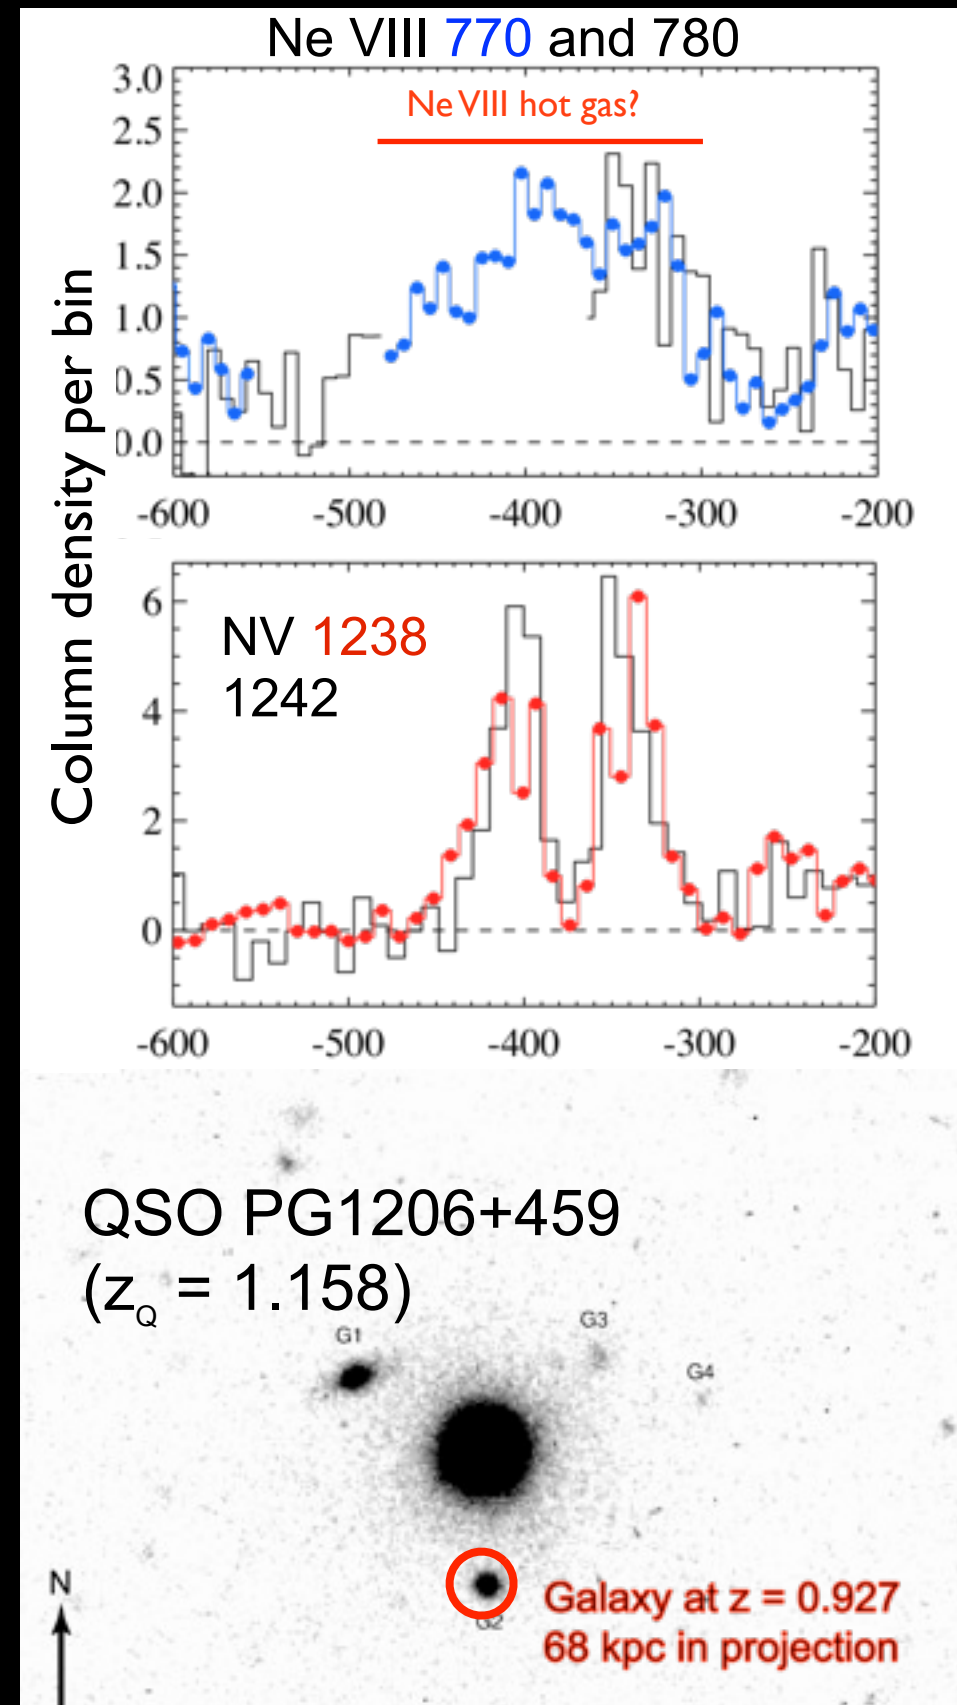 Ne VIII 770 and 780
Ne VIII hot gas?
3.0
2.5
2.0
1.5
1.0
0.5
0.0
-600 -500 -400 -300 -200
Column density per bin
NV 1238
1242
6
4
2
0
-600 -500 -400 -300 -200
QSO PG1206+459
(zQ = 1.158)
G1
G3
G4
N
G2
Galaxy at z = 0.927
68 kpc in projection